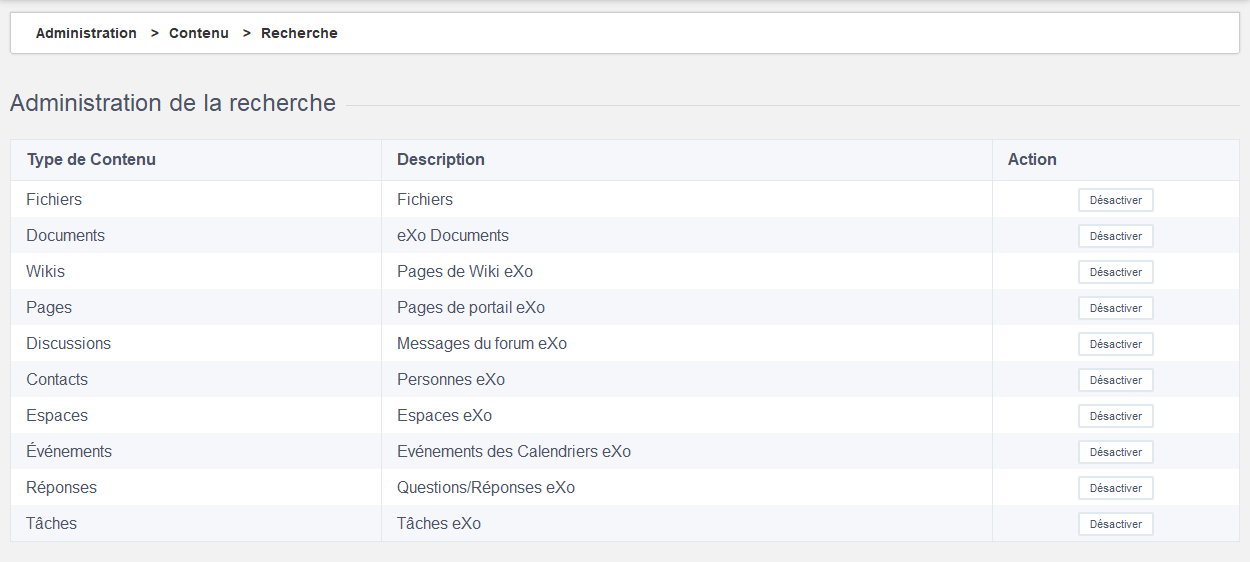 Administration > Contenu > Recherche
Administration de la recherche
Type de Contenu Description Action
Fichiers Fichiers Désactiver
Documents eXo Documents Désactiver
Wikis Pages de Wiki eXo Désactiver
Pages Pages de portail eXo Désactiver
Discussions Messages du forum eXo Désactiver
Contacts Personnes eXo Désactiver
Espaces Espaces eXo Désactiver
Événements Evénements des Calendriers eXo Désactiver
Réponses Questions/Réponses eXo Désactiver
Tâches Tâches eXo Désactiver